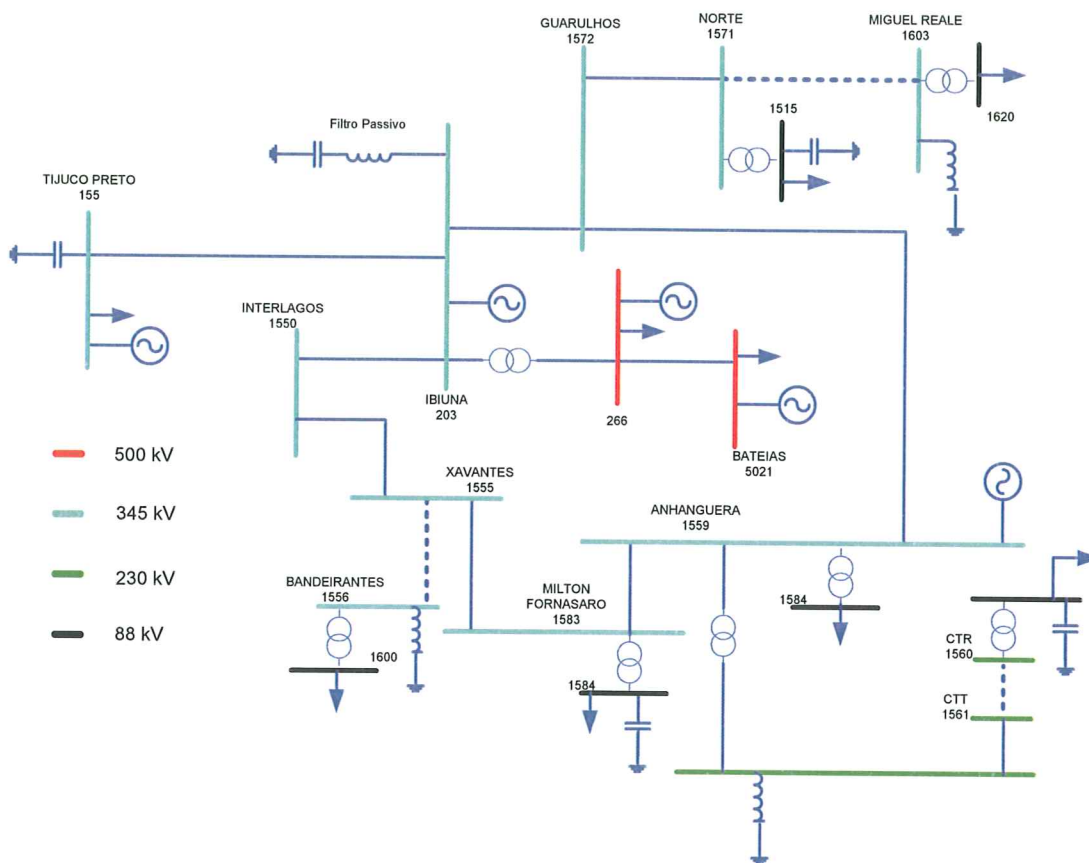 GUARULHOS
1572
NORTE
1571
MIGUEL REALE
1603
1515
1620
Filtro Passivo
TIJUCO PRETO
155
INTERLAGOS
1550
IBIUNA
203
266
BATEIAS
5021
500 kV
345 kV
230 kV
88 kV
XAVANTES
1555
ANHANGUERA
1559
BANDEIRANTES
1556
1600
MILTON
FORNASARO
1583
1584
1584
CTR
1560
CTT
1561